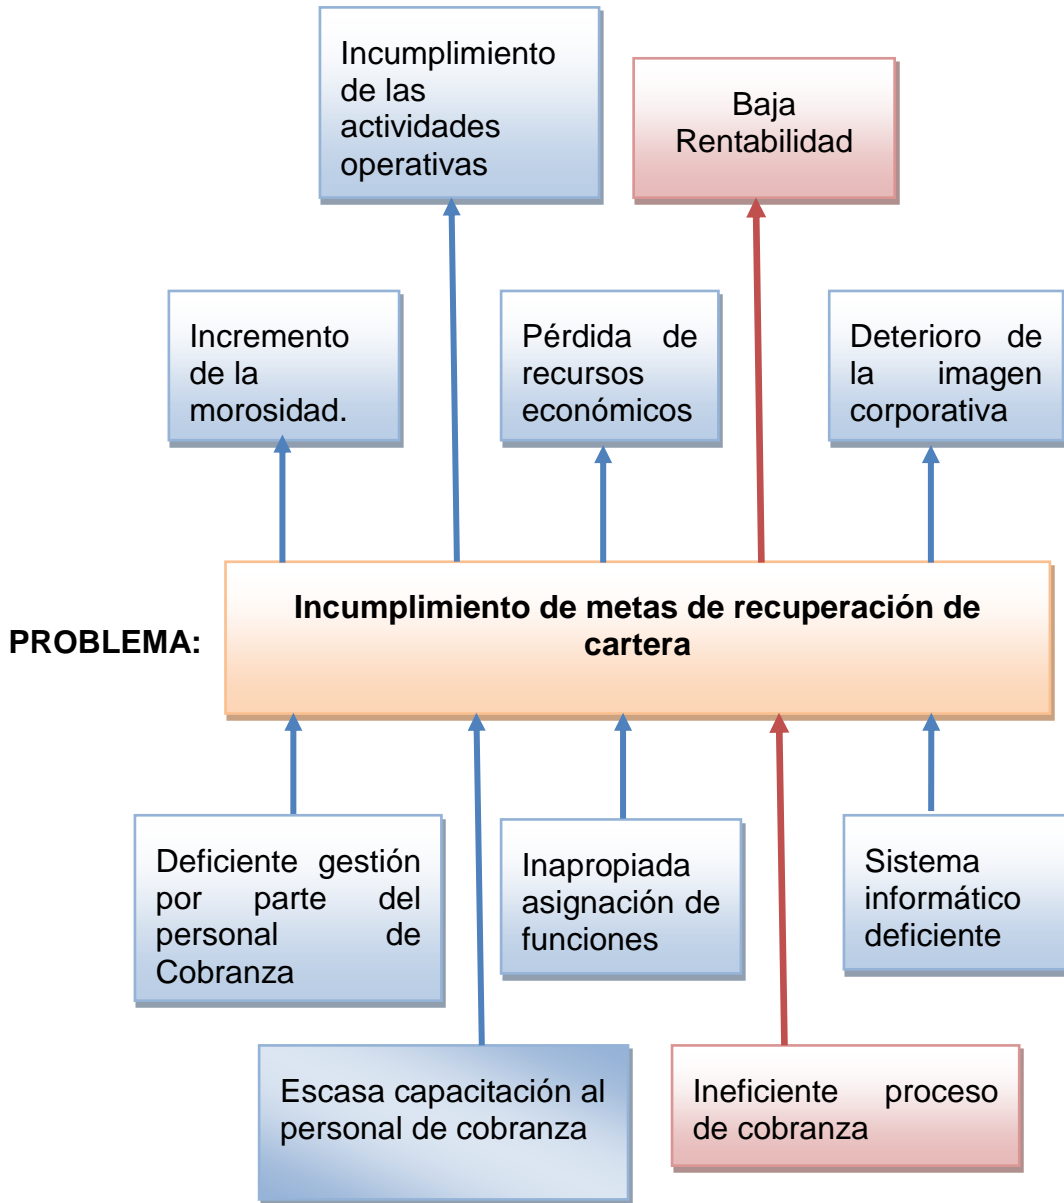 Incumplimiento
de las
actividades
operativas
Baja
Rentabilidad
Incremento
de la
morosidad.
Pérdida de
recursos
económicos
Deterioro de
la imagen
corporativa
PROBLEMA:
Incumplimiento de metas de recuperación de
cartera
Deficiente gestión
por parte del
personal de
Cobranza
Inapropiada
asignación de
funciones
Sistema
informático
deficiente
Escasa capacitación al
personal de cobranza
Ineficiente proceso
de cobranza